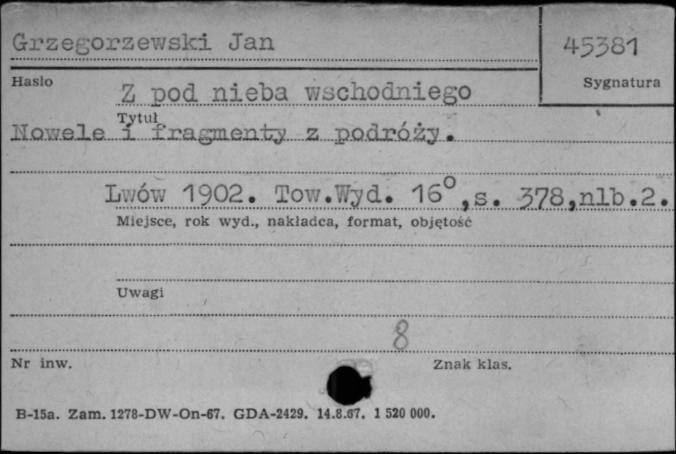 Grzegorzewski Jan
45381
Hasło
Sygnatura
Z pod nieba wschodniego
Tytuł
Nowele i fragmenty z podróży.
Lwów 1902. Tow.Wyd. 16°,s. 378,nlb.2.
Miejsce, rok wyd., nakładca, format, objętość
Uwagi
8
Nr inw.
Znak klas.
B-15a. Zam. 1278-DW-On-67. GDA-2429. 14.8.67. 1 520 000.